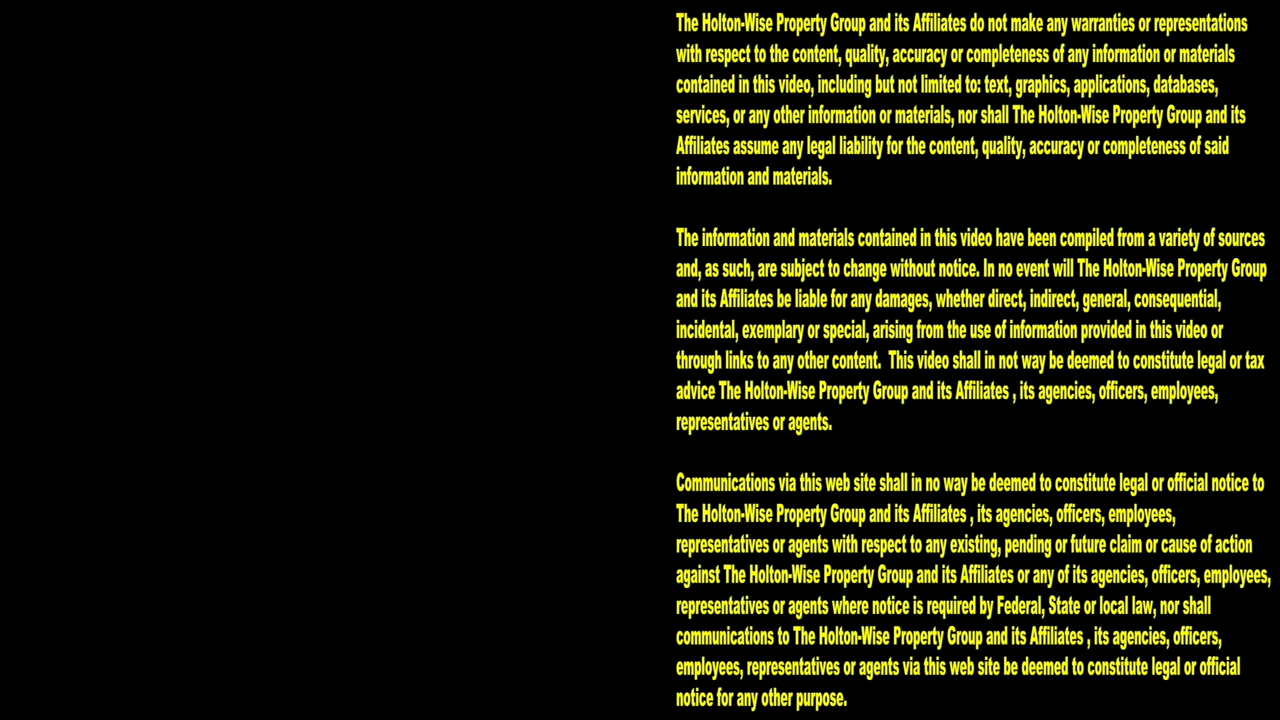 The Holton-Wise Property Group and its Affiliates do not make any warranties or representations
with respect to the content, quality, accuracy or completeness of any information or materials
contained in this video, including but not limited to: text, graphics, applications, databases,
services, or any other information or materials, nor shall The Holton-Wise Property Group and its
Affiliates assume any legal liability for the content, quality, accuracy or completeness of said
information and materials.
The information and materials contained in this video have been compiled from a variety of sources
and, as such, are subject to change without notice. In no event will The Holton-Wise Property Group
and its Affiliates be liable for any damages, whether direct, indirect, general, consequential,
incidental, exemplary or special, arising from the use of information provided in this video or
through links to any other content.  This video shall in not way be deemed to constitute legal or tax
advice The Holton-Wise Property Group and its Affiliates , its agencies, officers, employees,
representatives or agents.
Communications via this web site shall in no way be deemed to constitute legal or official notice to
The Holton-Wise Property Group and its Affiliates , its agencies, officers, employees,
representatives or agents with respect to any existing, pending or future claim or cause of action
against The Holton-Wise Property Group and its Affiliates or any of its agencies, officers, employees,
representatives or agents where notice is required by Federal, State or local law, nor shall
communications to The Holton-Wise Property Group and its Affiliates , its agencies, officers,
employees, representatives or agents via this web site be deemed to constitute legal or official
notice for any other purpose.